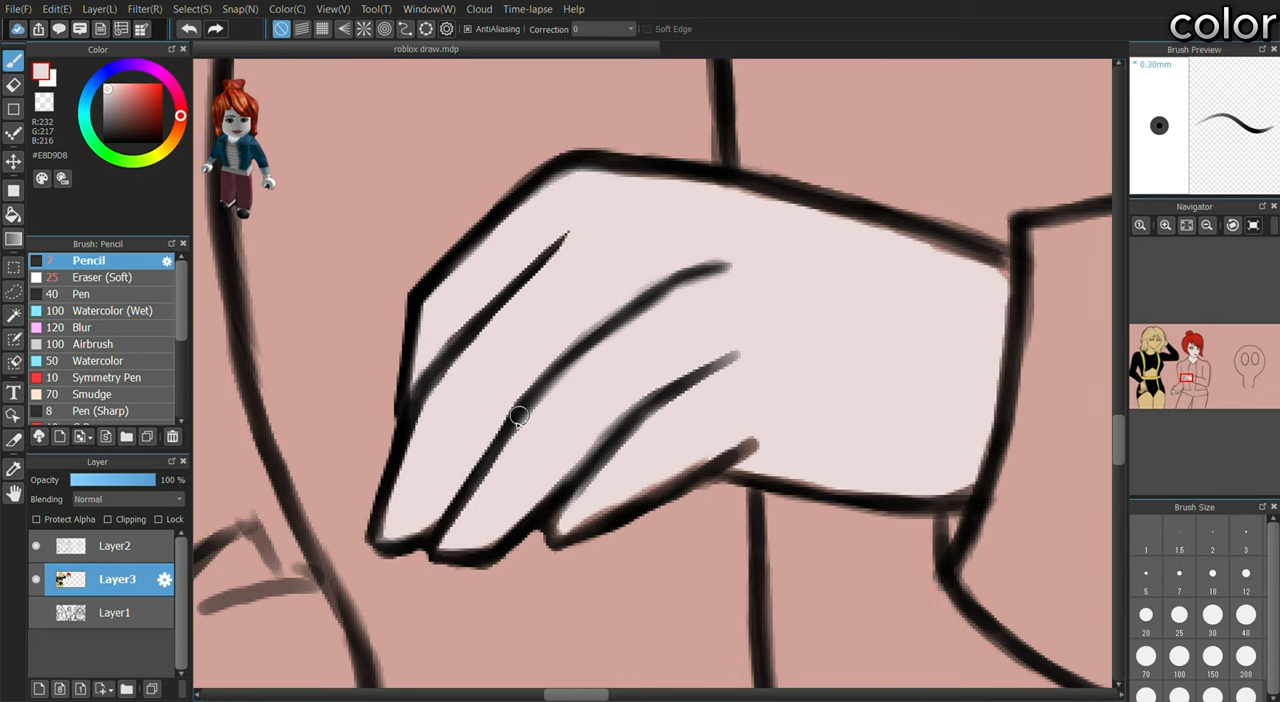 File(F) Edit(E) Layer(L) Filter(R) Select(S) Snap(N) Color(C) View(V) Tool(T) Window(W) Cloud Time-lapse Help
color
AntiAliasing Correction 0 Soft Edge
Color
roblox draw.mdp
Brush Preview
* 0.30mm
R:232
G:217
B:216
#E8D9D8
Navigator
Brush: Pencil
7 Pencil
25 Eraser (Soft)
40 Pen
100 Watercolor (Wet)
120 Blur
100 Airbrush
50 Watercolor
10 Symmetry Pen
70 Smudge
8 Pen (Sharp)
Layer
Opacity 100 %
Blending Normal
Protect Alpha Clipping Lock
Layer2
Layer3
Layer1
Brush Size
1 1.5 2 3
5 7 10 12
20 25 30 40
70 100 150 200